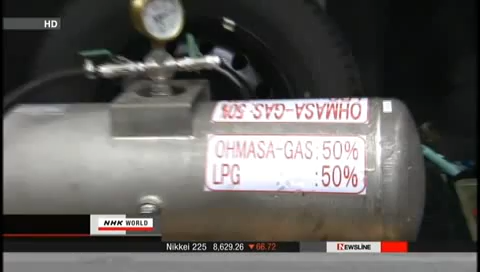 HD
OHMASA-GAS: 50%
OHMASA-GAS:50%
LPG :50%
NHK WORLD
Nikkei 225 8,629.26 ▼66.72
NEWSLINE